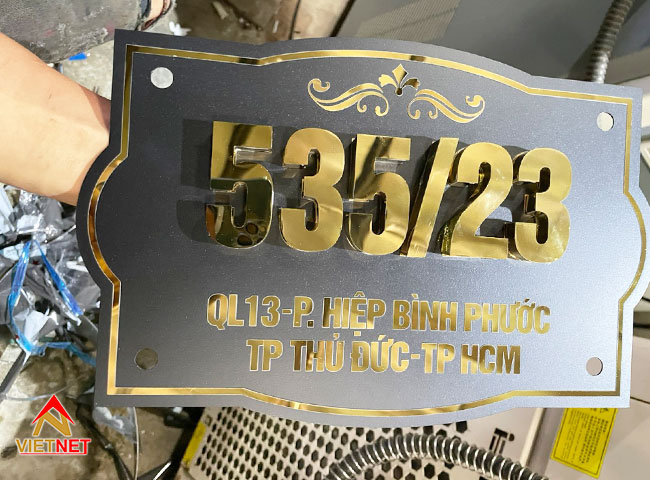 535/23
QL13-P. HIỆP BÌNH PHƯỚC
TP THỦ ĐỨC-TP HCM
VIETNET